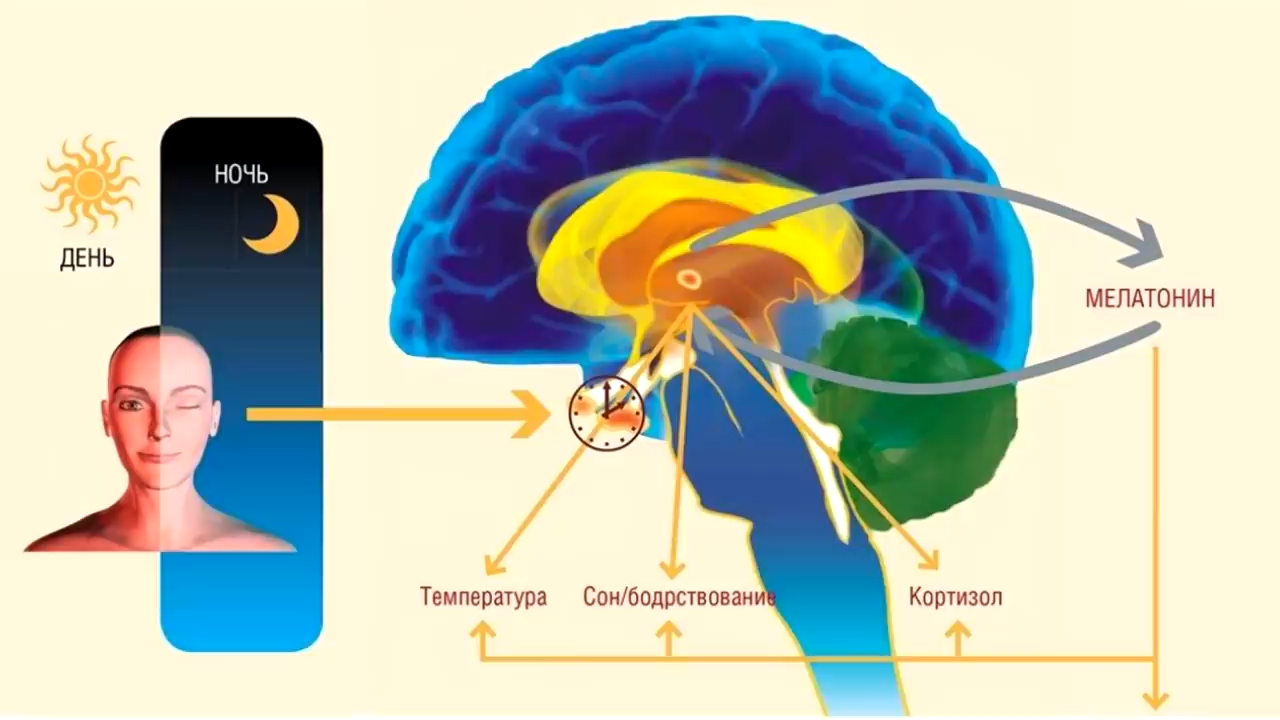 НОЧЬ
ДЕНЬ
МЕЛАТОНИН
Температура
Сон/бодрствование
Кортизол